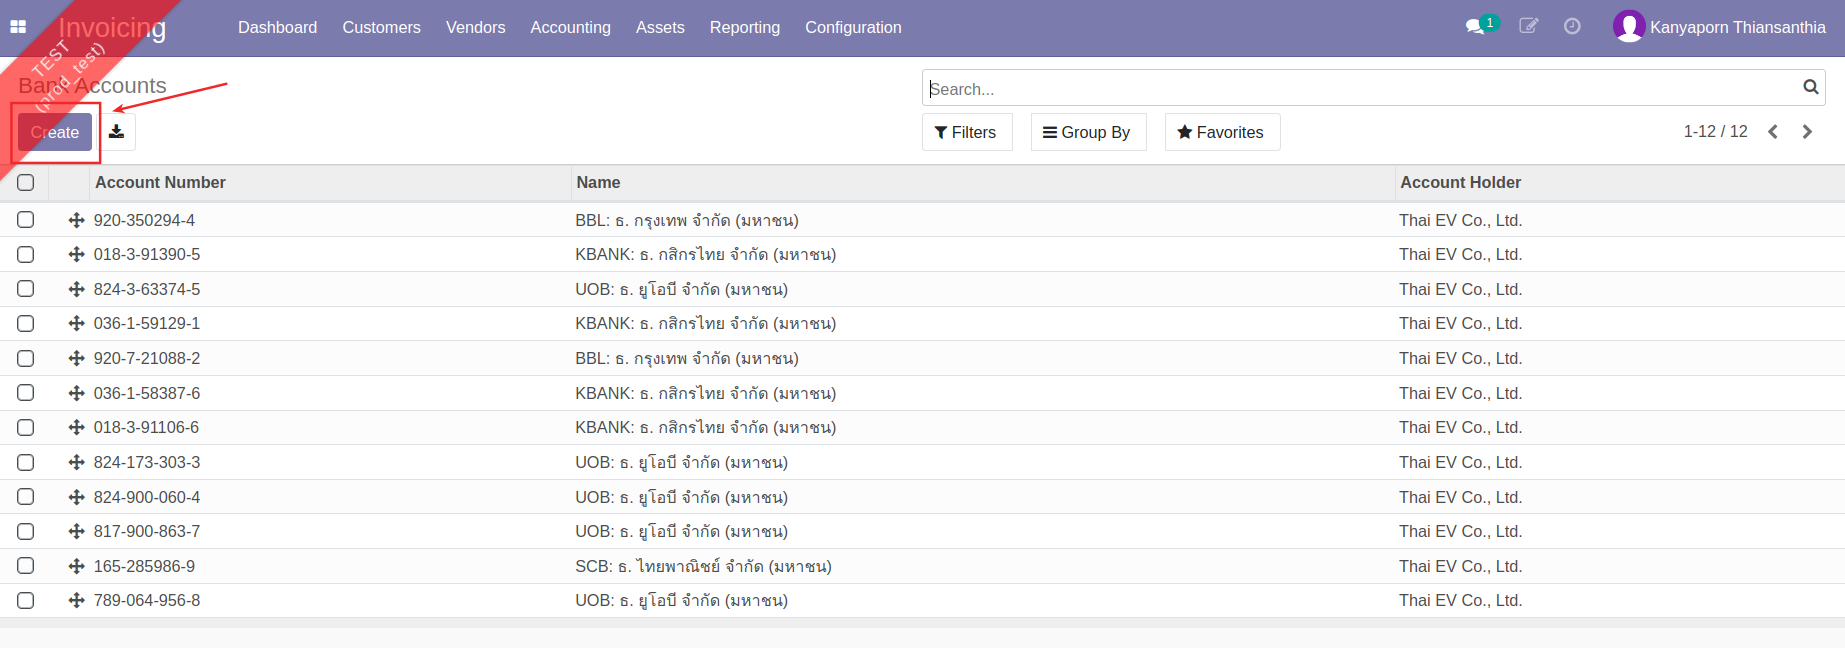 Invoicing Dashboard Customers Vendors Accounting Assets Reporting Configuration 1 Kanyaporn Thiansanthia
TEST
(prod_test)
Bank Accounts
Search...
Create Filters Group By Favorites 1-12 / 12
Account Number Name Account Holder
920-350294-4 BBL: ธ. กรุงเทพ จำกัด (มหาชน) Thai EV Co., Ltd.
018-3-91390-5 KBANK: ธ. กสิกรไทย จำกัด (มหาชน) Thai EV Co., Ltd.
824-3-63374-5 UOB: ธ. ยูโอบี จำกัด (มหาชน) Thai EV Co., Ltd.
036-1-59129-1 KBANK: ธ. กสิกรไทย จำกัด (มหาชน) Thai EV Co., Ltd.
920-7-21088-2 BBL: ธ. กรุงเทพ จำกัด (มหาชน) Thai EV Co., Ltd.
036-1-58387-6 KBANK: ธ. กสิกรไทย จำกัด (มหาชน) Thai EV Co., Ltd.
018-3-91106-6 KBANK: ธ. กสิกรไทย จำกัด (มหาชน) Thai EV Co., Ltd.
824-173-303-3 UOB: ธ. ยูโอบี จำกัด (มหาชน) Thai EV Co., Ltd.
824-900-060-4 UOB: ธ. ยูโอบี จำกัด (มหาชน) Thai EV Co., Ltd.
817-900-863-7 UOB: ธ. ยูโอบี จำกัด (มหาชน) Thai EV Co., Ltd.
165-285986-9 SCB: ธ. ไทยพาณิชย์ จำกัด (มหาชน) Thai EV Co., Ltd.
789-064-956-8 UOB: ธ. ยูโอบี จำกัด (มหาชน) Thai EV Co., Ltd.